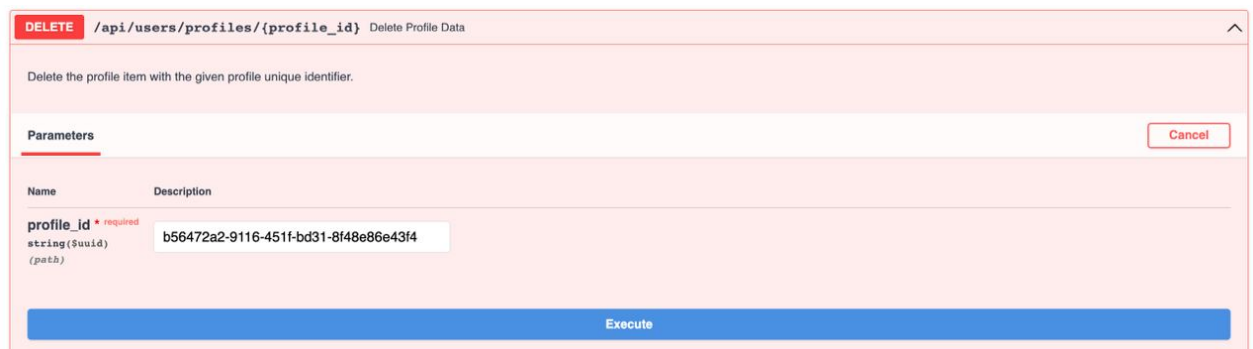 DELETE /api/users/profiles/{profile_id} Delete Profile Data
Delete the profile item with the given profile unique identifier.
Parameters Cancel
Name Description
profile_id * required
string($uuid)
(path)
b56472a2-9116-451f-bd31-8f48e86e43f4
Execute